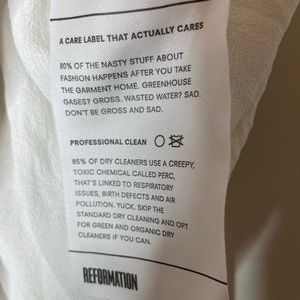 A CARE LABEL THAT ACTUALLY CARES
80% OF THE NASTY STUFF ABOUT
FASHION HAPPENS AFTER YOU TAKE
THE GARMENT HOME. GREENHOUSE
GASES? GROSS. WASTED WATER? SAD.
DON'T BE GROSS AND SAD.
PROFESSIONAL CLEAN
85% OF DRY CLEANERS USE A CREEPY,
TOXIC CHEMICAL CALLED PERC,
THAT'S LINKED TO RESPIRATORY
ISSUES, BIRTH DEFECTS AND AIR
POLLUTION. YUCK. SKIP THE
STANDARD DRY CLEANING AND OPT
FOR GREEN AND ORGANIC DRY
CLEANERS IF YOU CAN.
REFORMATION